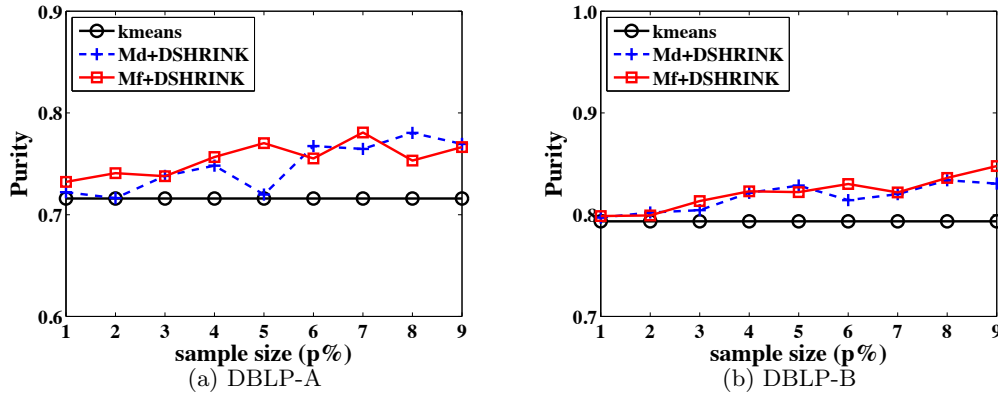 0.9
kmeans
Md+DSHRINK
Mf+DSHRINK
0.8
Purity
0.7
0.6
1 2 3 4 5 6 7 8 9
sample size (p%)
(a) DBLP-A
1.0
kmeans
Md+DSHRINK
Mf+DSHRINK
0.9
Purity
0.8
0.7
1 2 3 4 5 6 7 8 9
sample size (p%)
(b) DBLP-B